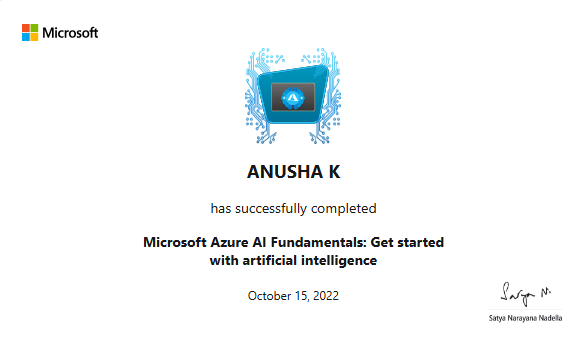 Microsoft
ANUSHA K
has successfully completed
Microsoft Azure AI Fundamentals: Get started
with artificial intelligence
October 15, 2022
Satya N.
Satya Narayana Nadella